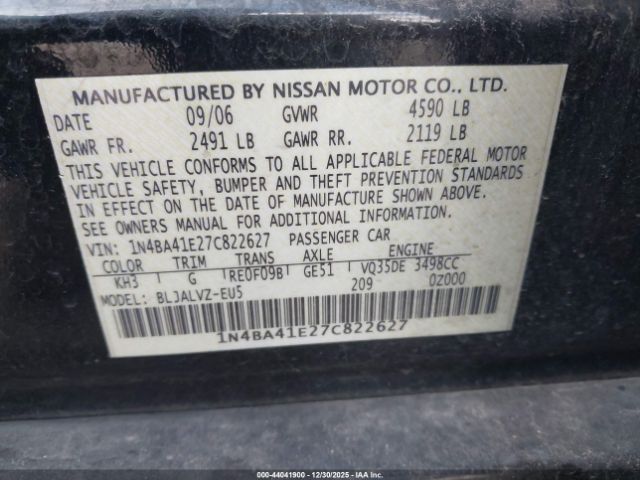 MANUFACTURED BY NISSAN MOTOR CO., LTD.
DATE 09/06 GVWR 4590 LB
GAWR FR. 2491 LB GAWR RR. 2119 LB
THIS VEHICLE CONFORMS TO ALL APPLICABLE FEDERAL MOTOR
VEHICLE SAFETY, BUMPER AND THEFT PREVENTION STANDARDS
IN EFFECT ON THE DATE OF MANUFACTURE SHOWN ABOVE.
SEE OWNERS MANUAL FOR ADDITIONAL INFORMATION.
VIN: 1N4BA41E27C822627 PASSENGER CAR
COLOR TRIM TRANS AXLE ENGINE
KH3 G RE0F09B GE51 VQ35DE 3498CC
MODEL: BLJALVZ-EU5 209 0Z000
1N4BA41E27C822627
000-44041900 - 12/30/2025 - IAA Inc.